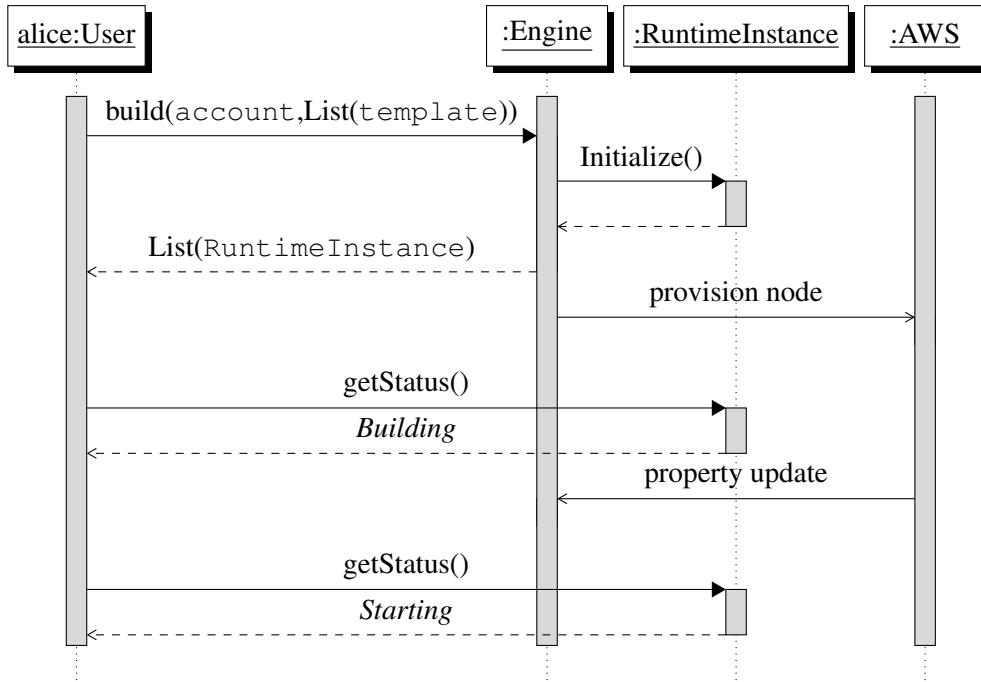 alice:User
:Engine
:RuntimeInstance
:AWS
build(account,List(template))
Initialize()
List(RuntimeInstance)
provision node
getStatus()
Building
property update
getStatus()
Starting